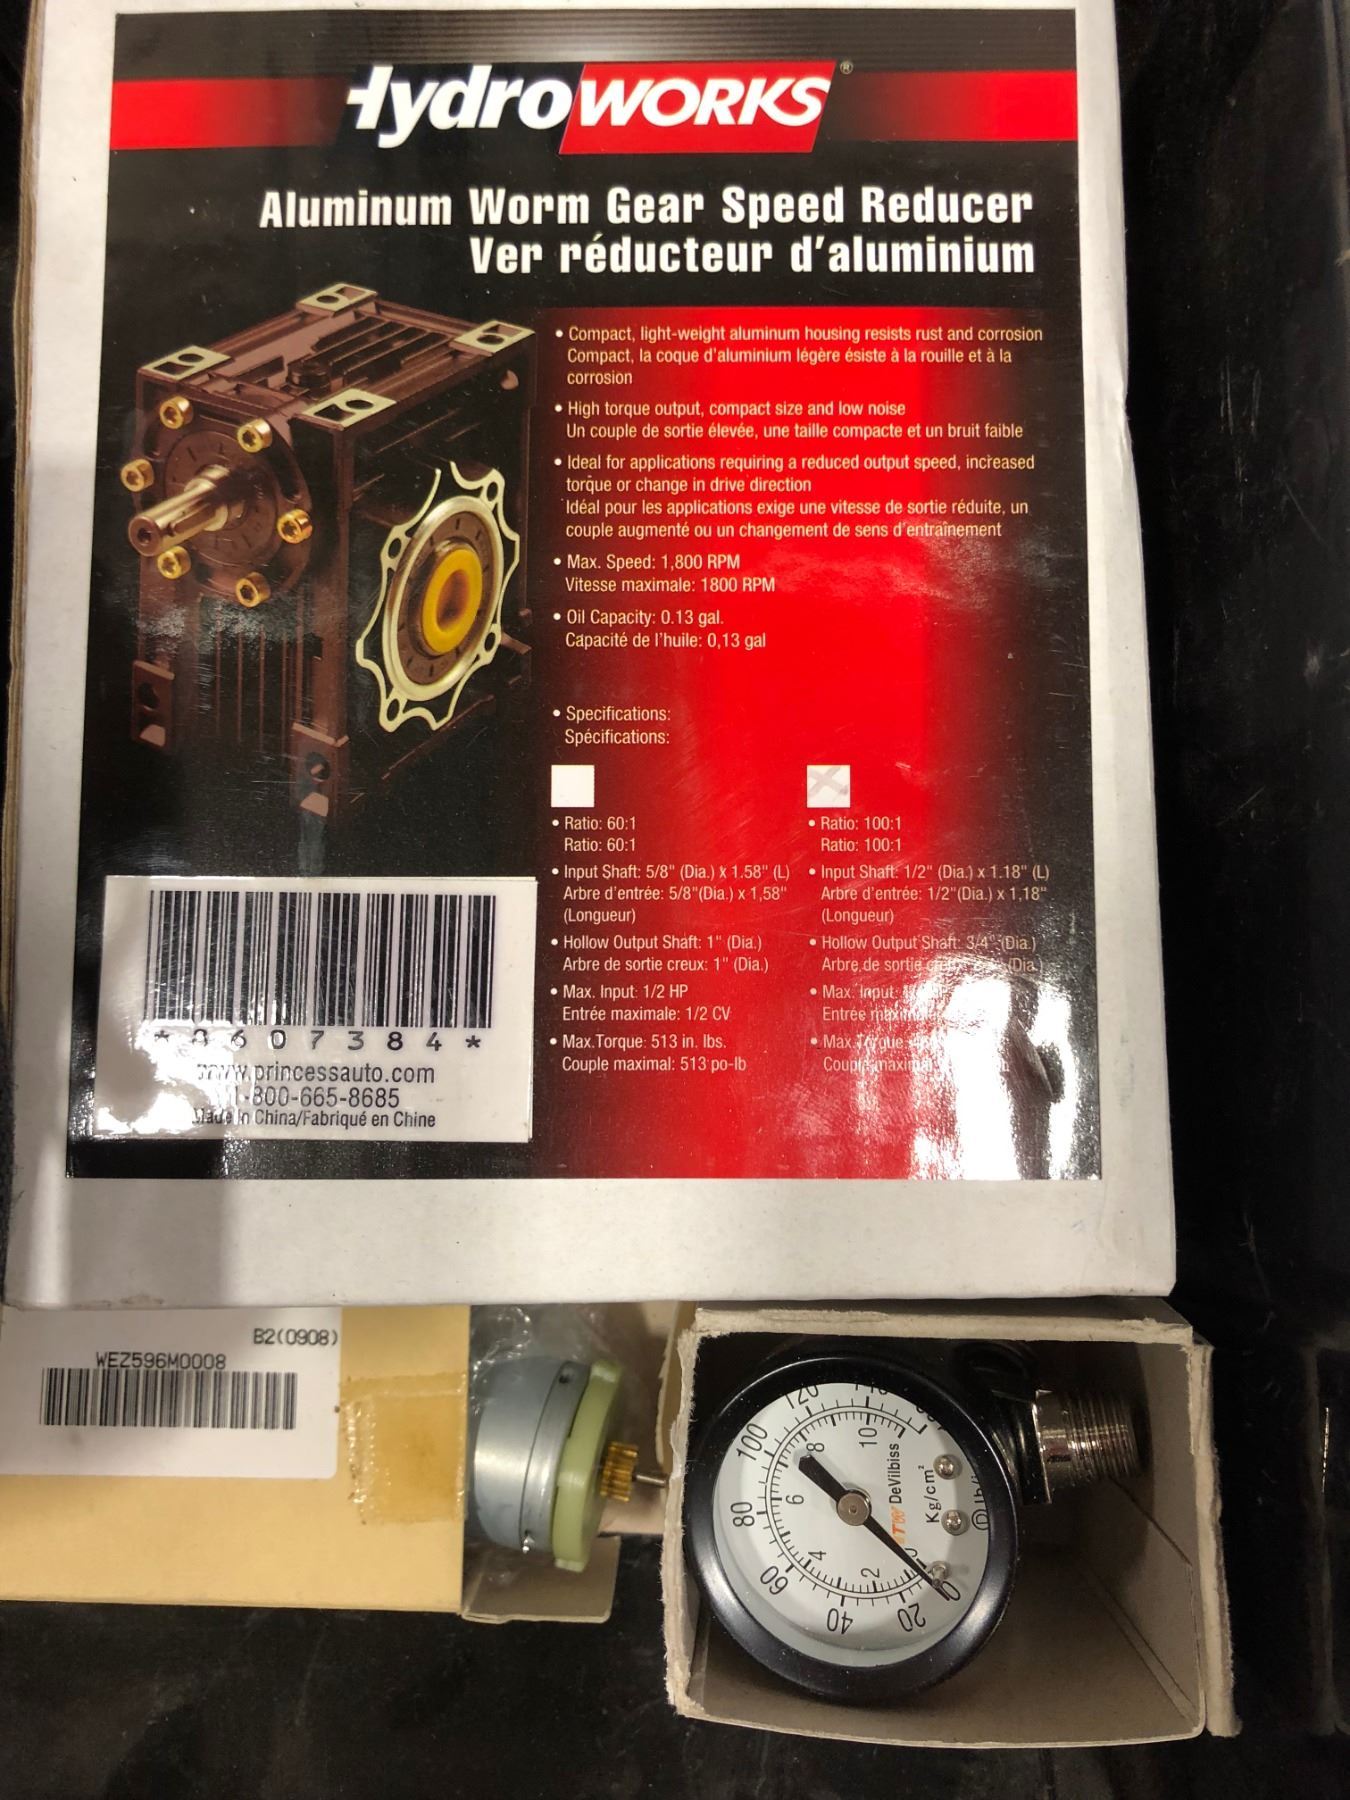 HydroWORKS®
Aluminum Worm Gear Speed Reducer
Ver réducteur d'aluminium
• Compact, light-weight aluminum housing resists rust and corrosion
Compact, la coque d'aluminium légère ésiste à la rouille et à la
corrosion
• High torque output, compact size and low noise
Un couple de sortie élevée, une taille compacte et un bruit faible
• Ideal for applications requiring a reduced output speed, increased
torque or change in drive direction
Idéal pour les applications exige une vitesse de sortie réduite, un
couple augmenté ou un changement de sens d'entraînement
• Max. Speed: 1,800 RPM
Vitesse maximale: 1800 RPM
• Oil Capacity: 0.13 gal.
Capacité de l'huile: 0,13 gal
• Specifications:
Spécifications:
• Ratio: 60:1
Ratio: 60:1
• Input Shaft: 5/8" (Dia.) x 1.58" (L)
Arbre d'entrée: 5/8"(Dia.) x 1,58"
(Longueur)
• Hollow Output Shaft: 1" (Dia.)
Arbre de sortie creux: 1" (Dia.)
• Max. Input: 1/2 HP
Entrée maximale: 1/2 CV
• Max.Torque: 513 in. lbs.
Couple maximal: 513 po-lb
• Ratio: 100:1
Ratio: 100:1
• Input Shaft: 1/2" (Dia.) x 1.18" (L)
Arbre d'entrée: 1/2"(Dia.) x 1,18"
(Longueur)
• Hollow Output Shaft: 3/4" (Dia.)
Arbre de sortie (Dia.)
• Max. Input:
Entrée
• Max.
*8607384*
www.princessauto.com
1-800-665-8685
Made in China/Fabriqué en Chine
B2(0908)
WEZ596M0008
0 20 40 60 80 100 120
0 2 4 6 8 10
ITW DeVilbiss
Kg/cm²